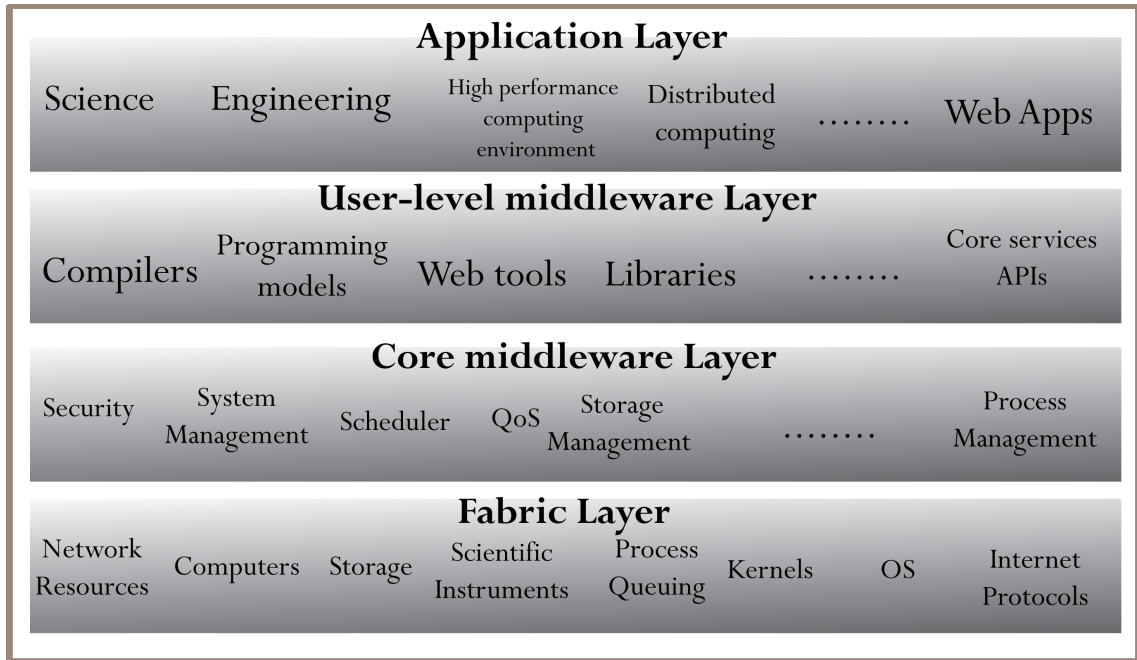 Application Layer
Science
Engineering
High performance
computing
environment
Distributed
computing
........
Web Apps
User-level middleware Layer
Compilers
Programming
models
Web tools
Libraries
........
Core services
APIs
Core middleware Layer
Security
System
Management
Scheduler
QoS
Storage
Management
........
Process
Management
Fabric Layer
Network
Resources
Computers
Storage
Scientific
Instruments
Process
Queuing
Kernels
OS
Internet
Protocols